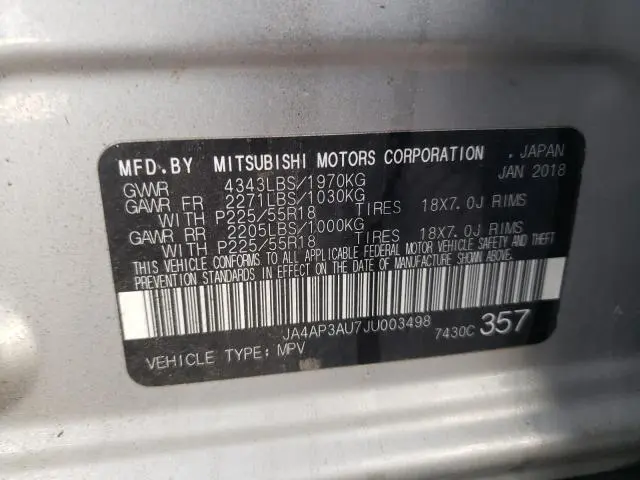 MFD.BY MITSUBISHI MOTORS CORPORATION . JAPAN
JAN 2018
GVWR 4343LBS/1970KG
GAWR FR 2271LBS/1030KG
WITH P225/55R18 TIRES 18X7.0J RIMS
GAWR RR 2205LBS/1000KG
WITH P225/55R18 TIRES 18X7.0J RIMS
THIS VEHICLE CONFORMS TO ALL APPLICABLE FEDERAL MOTOR VEHICLE SAFETY AND THEFT
PREVENTION STANDARDS IN EFFECT ON THE DATE OF MANUFACTURE SHOWN ABOVE.
JA4AP3AU7JU003498 7430C 357
VEHICLE TYPE: MPV